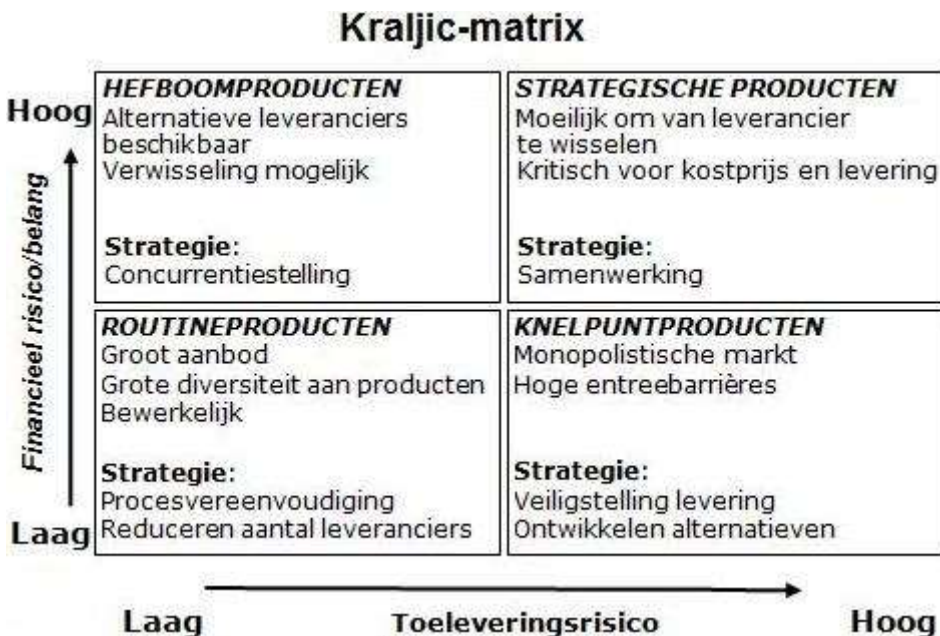 Kraljic-matrix
Hoog
Financieel risico/belang
Laag
HEFBOOMPRODUCTEN
Alternatieve leveranciers
beschikbaar
Verwisseling mogelijk
Strategie:
Concurrentiestelling
STRATEGISCHE PRODUCTEN
Moeilijk om van leverancier
te wisselen
Kritisch voor kostprijs en levering
Strategie:
Samenwerking
ROUTINEPRODUCTEN
Groot aanbod
Grote diversiteit aan producten
Bewerkelijk
Strategie:
Procesvereenvoudiging
Reduceren aantal leveranciers
KNELPUNTPRODUCTEN
Monopolistische markt
Hoge entreebarrières
Strategie:
Veiligstelling levering
Ontwikkelen alternatieven
Laag
Toeleveringsrisico
Hoog